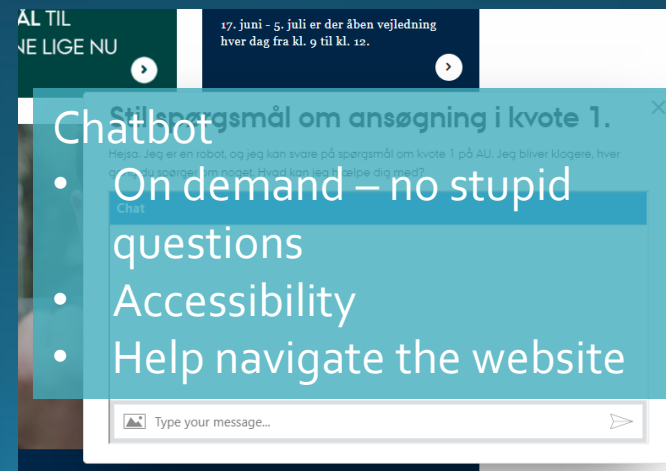 ÅL TIL
NE LIGE NU
17. juni - 5. juli er der åben vejledning
hver dag fra kl. 9 til kl. 12.
Stil spørgsmål om ansøgning i kvote 1.
Hejsa. Jeg er en robot, og jeg kan svare på spørgsmål om kvote 1 på AU. Jeg bliver klogere, hver
gang du spørger om noget. Hvad kan jeg hjælpe dig med?
Chat
Chatbot
• On demand – no stupid
questions
• Accessibility
• Help navigate the website
Type your message...